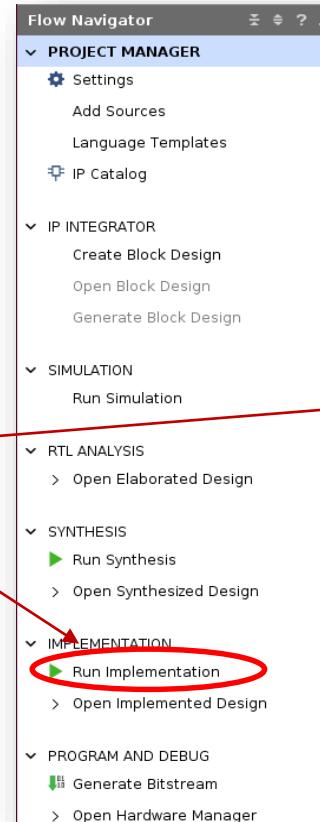 Flow Navigator ?
PROJECT MANAGER
Settings
Add Sources
Language Templates
IP Catalog
IP INTEGRATOR
Create Block Design
Open Block Design
Generate Block Design
SIMULATION
Run Simulation
RTL ANALYSIS
Open Elaborated Design
SYNTHESIS
Run Synthesis
Open Synthesized Design
IMPLEMENTATION
Run Implementation
Open Implemented Design
PROGRAM AND DEBUG
Generate Bitstream
Open Hardware Manager